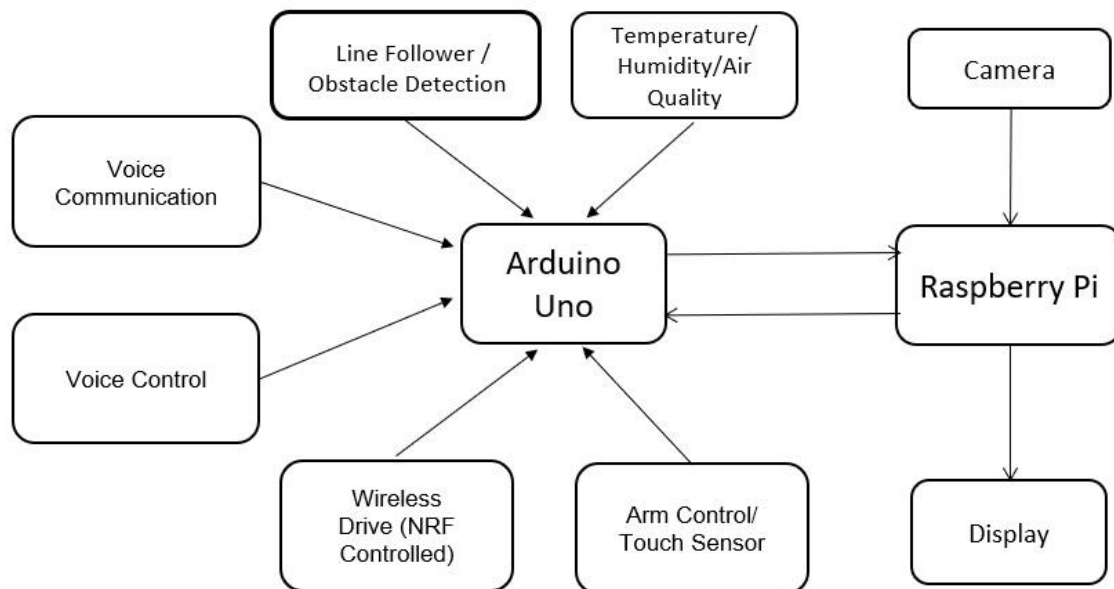 Line Follower /
Obstacle Detection
Temperature/
Humidity/Air
Quality
Camera
Voice
Communication
Arduino
Uno
Raspberry Pi
Voice Control
Wireless
Drive (NRF
Controlled)
Arm Control/
Touch Sensor
Display